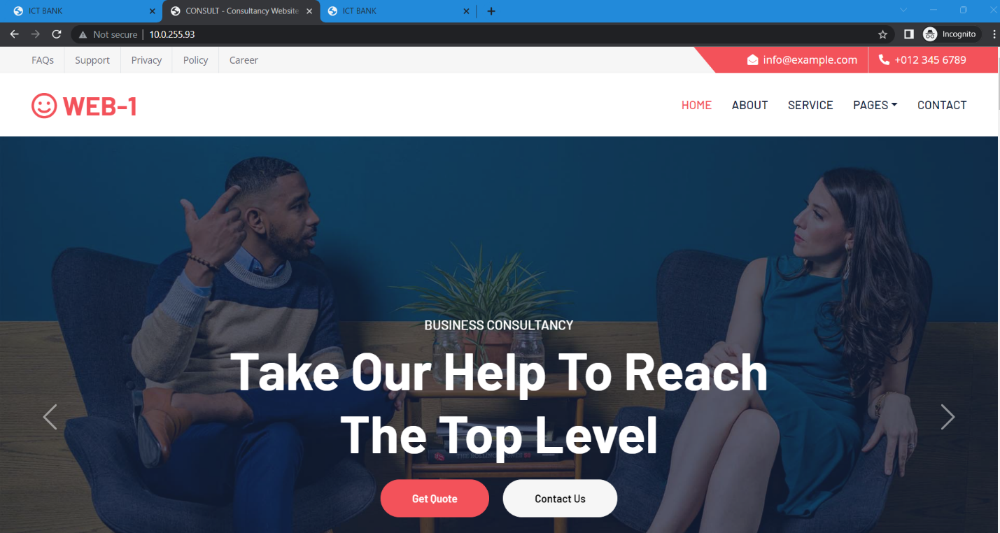 ICT BANK
CONSULT - Consultancy Website
ICT BANK
Not secure | 10.0.255.93
Incognito
FAQs
Support
Privacy
Policy
Career
info@example.com
+012 345 6789
WEB-1
HOME
ABOUT
SERVICE
PAGES
CONTACT
BUSINESS CONSULTANCY
Take Our Help To Reach
The Top Level
Get Quote
Contact Us